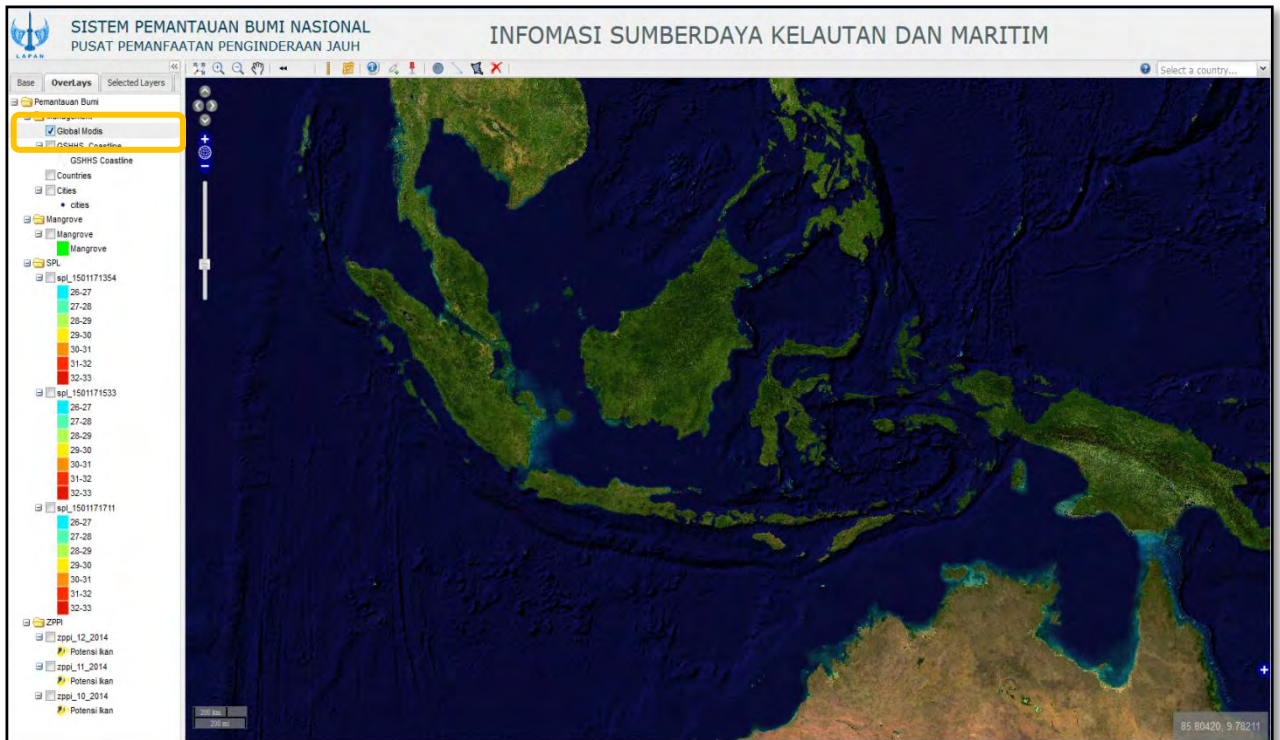 SISTEM PEMANTAUAN BUMI NASIONAL
PUSAT PEMANFAATAN PENGINDERAAN JAUH
INFOMASI SUMBERDAYA KELAUTAN DAN MARITIM
LAPAN
Select a country...
Base OverLays Selected Layers
Pemantauan Bumi
Management
Global Modis
GSHHS_Coastline
GSHHS Coastline
Countries
Cities
cities
Mangrove
Mangrove
Mangrove
SPL
spl_1501171354
26-27
27-28
28-29
29-30
30-31
31-32
32-33
spl_1501171533
26-27
27-28
28-29
29-30
30-31
31-32
32-33
spl_1501171711
26-27
27-28
28-29
29-30
30-31
31-32
32-33
ZPPI
zppi_12_2014
Potensi Ikan
zppi_11_2014
Potensi Ikan
zppi_10_2014
Potensi Ikan
200 km
200 mi
85.80420, 9.78211